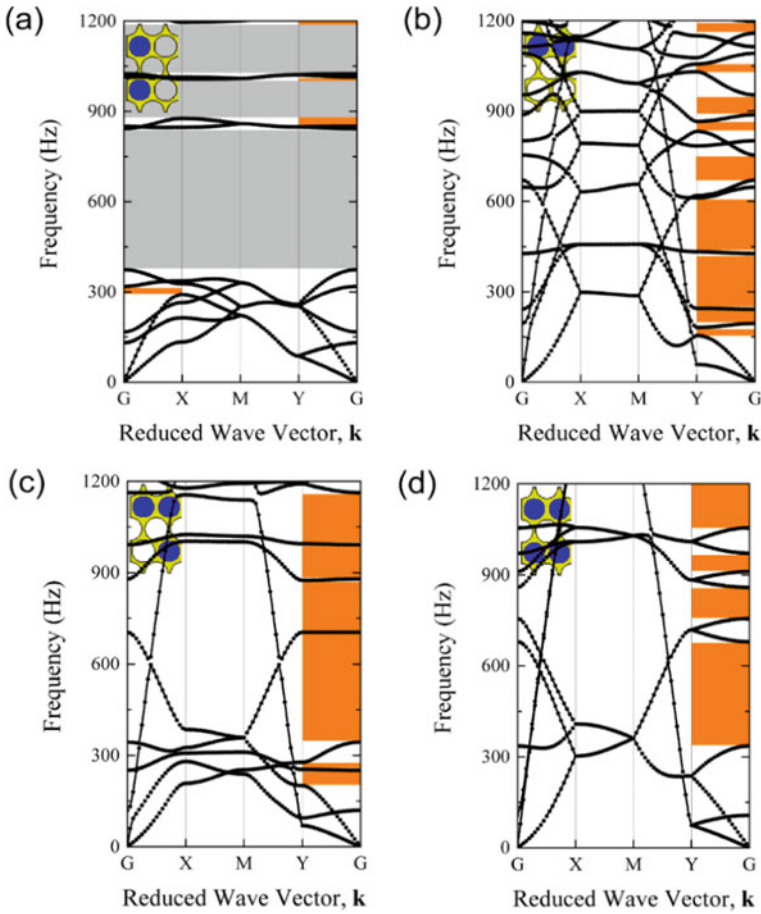 (a)
1200
900
600
300
0
Frequency (Hz)
G X M Y G
Reduced Wave Vector, k
(b)
1200
900
600
300
0
Frequency (Hz)
G X M Y G
Reduced Wave Vector, k
(c)
1200
900
600
300
0
Frequency (Hz)
G X M Y G
Reduced Wave Vector, k
(d)
1200
900
600
300
0
Frequency (Hz)
G X M Y G
Reduced Wave Vector, k